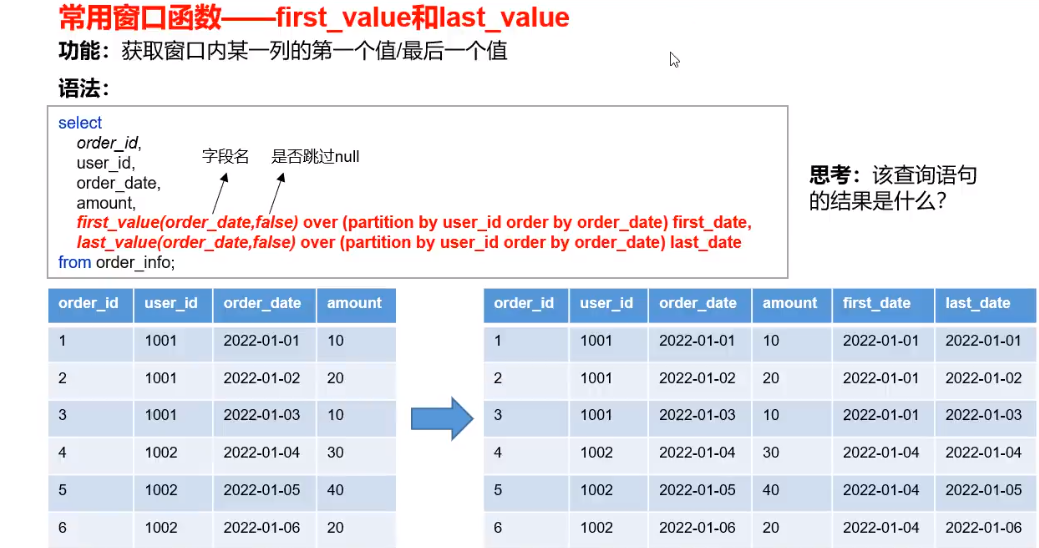 常用窗口函数——first_value和last_value
功能：获取窗口内某一列的第一个值/最后一个值
语法：
select
order_id,
user_id,
order_date,
amount,
字段名 是否跳过null
first_value(order_date,false) over (partition by user_id order by order_date) first_date,
last_value(order_date,false) over (partition by user_id order by order_date) last_date
from order_info;
思考：该查询语句
的结果是什么？
order_id user_id order_date amount
1 1001 2022-01-01 10
2 1001 2022-01-02 20
3 1001 2022-01-03 10
4 1002 2022-01-04 30
5 1002 2022-01-05 40
6 1002 2022-01-06 20
order_id user_id order_date amount first_date last_date
1 1001 2022-01-01 10 2022-01-01 2022-01-01
2 1001 2022-01-02 20 2022-01-01 2022-01-02
3 1001 2022-01-03 10 2022-01-01 2022-01-03
4 1002 2022-01-04 30 2022-01-04 2022-01-04
5 1002 2022-01-05 40 2022-01-04 2022-01-05
6 1002 2022-01-06 20 2022-01-04 2022-01-06